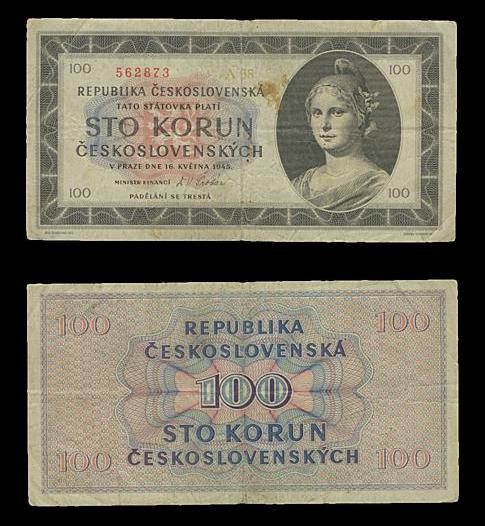 100
562873
100
REPUBLIKA ČESKOSLOVENSKÁ
TATO STÁTOVKA PLATÍ
STO KORUN
ČESKOSLOVENSKÝCH
V PRAZE DNE 16. KVĚTNA 1945.
MINISTR FINANCÍ
100
100
PADĚLÁNÍ SE TRESTÁ
100
REPUBLIKA
100
ČESKOSLOVENSKÁ
100
STO KORUN
100
ČESKOSLOVENSKÝCH
100